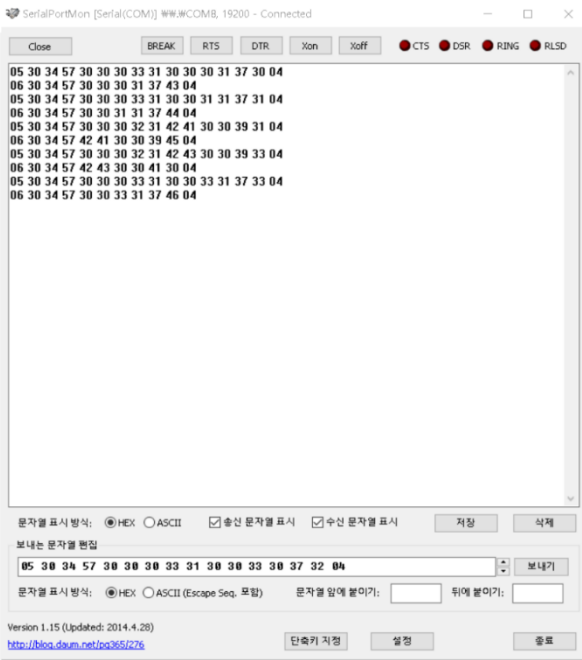 SerialPortMon [Serial(COM)] ₩₩.₩COM8, 19200 - Connected
Close BREAK RTS DTR Xon Xoff CTS DSR RING RLSD
05 30 34 57 30 30 30 33 31 30 30 30 31 37 30 04
06 30 34 57 30 30 30 31 37 43 04
05 30 34 57 30 30 30 33 31 30 30 31 31 37 31 04
06 30 34 57 30 30 31 31 37 44 04
05 30 34 57 30 30 30 32 31 42 41 30 30 39 31 04
06 30 34 57 42 41 30 30 39 45 04
05 30 34 57 30 30 30 32 31 42 43 30 30 39 33 04
06 30 34 57 42 43 30 30 41 30 04
05 30 34 57 30 30 30 33 31 30 30 33 31 37 33 04
06 30 34 57 30 30 33 31 37 46 04
문자열 표시 방식: HEX ASCII 송신 문자열 표시 수신 문자열 표시 저장 삭제
보내는 문자열 편집
05 30 34 57 30 30 30 33 31 30 30 33 30 37 32 04 보내기
문자열 표시 방식: HEX ASCII (Escape Seq. 포함) 문자열 앞에 붙이기: 뒤에 붙이기:
Version 1.15 (Updated: 2014.4.28)
http://blog.daum.net/pg365/276 단축키 지정 설정 종료